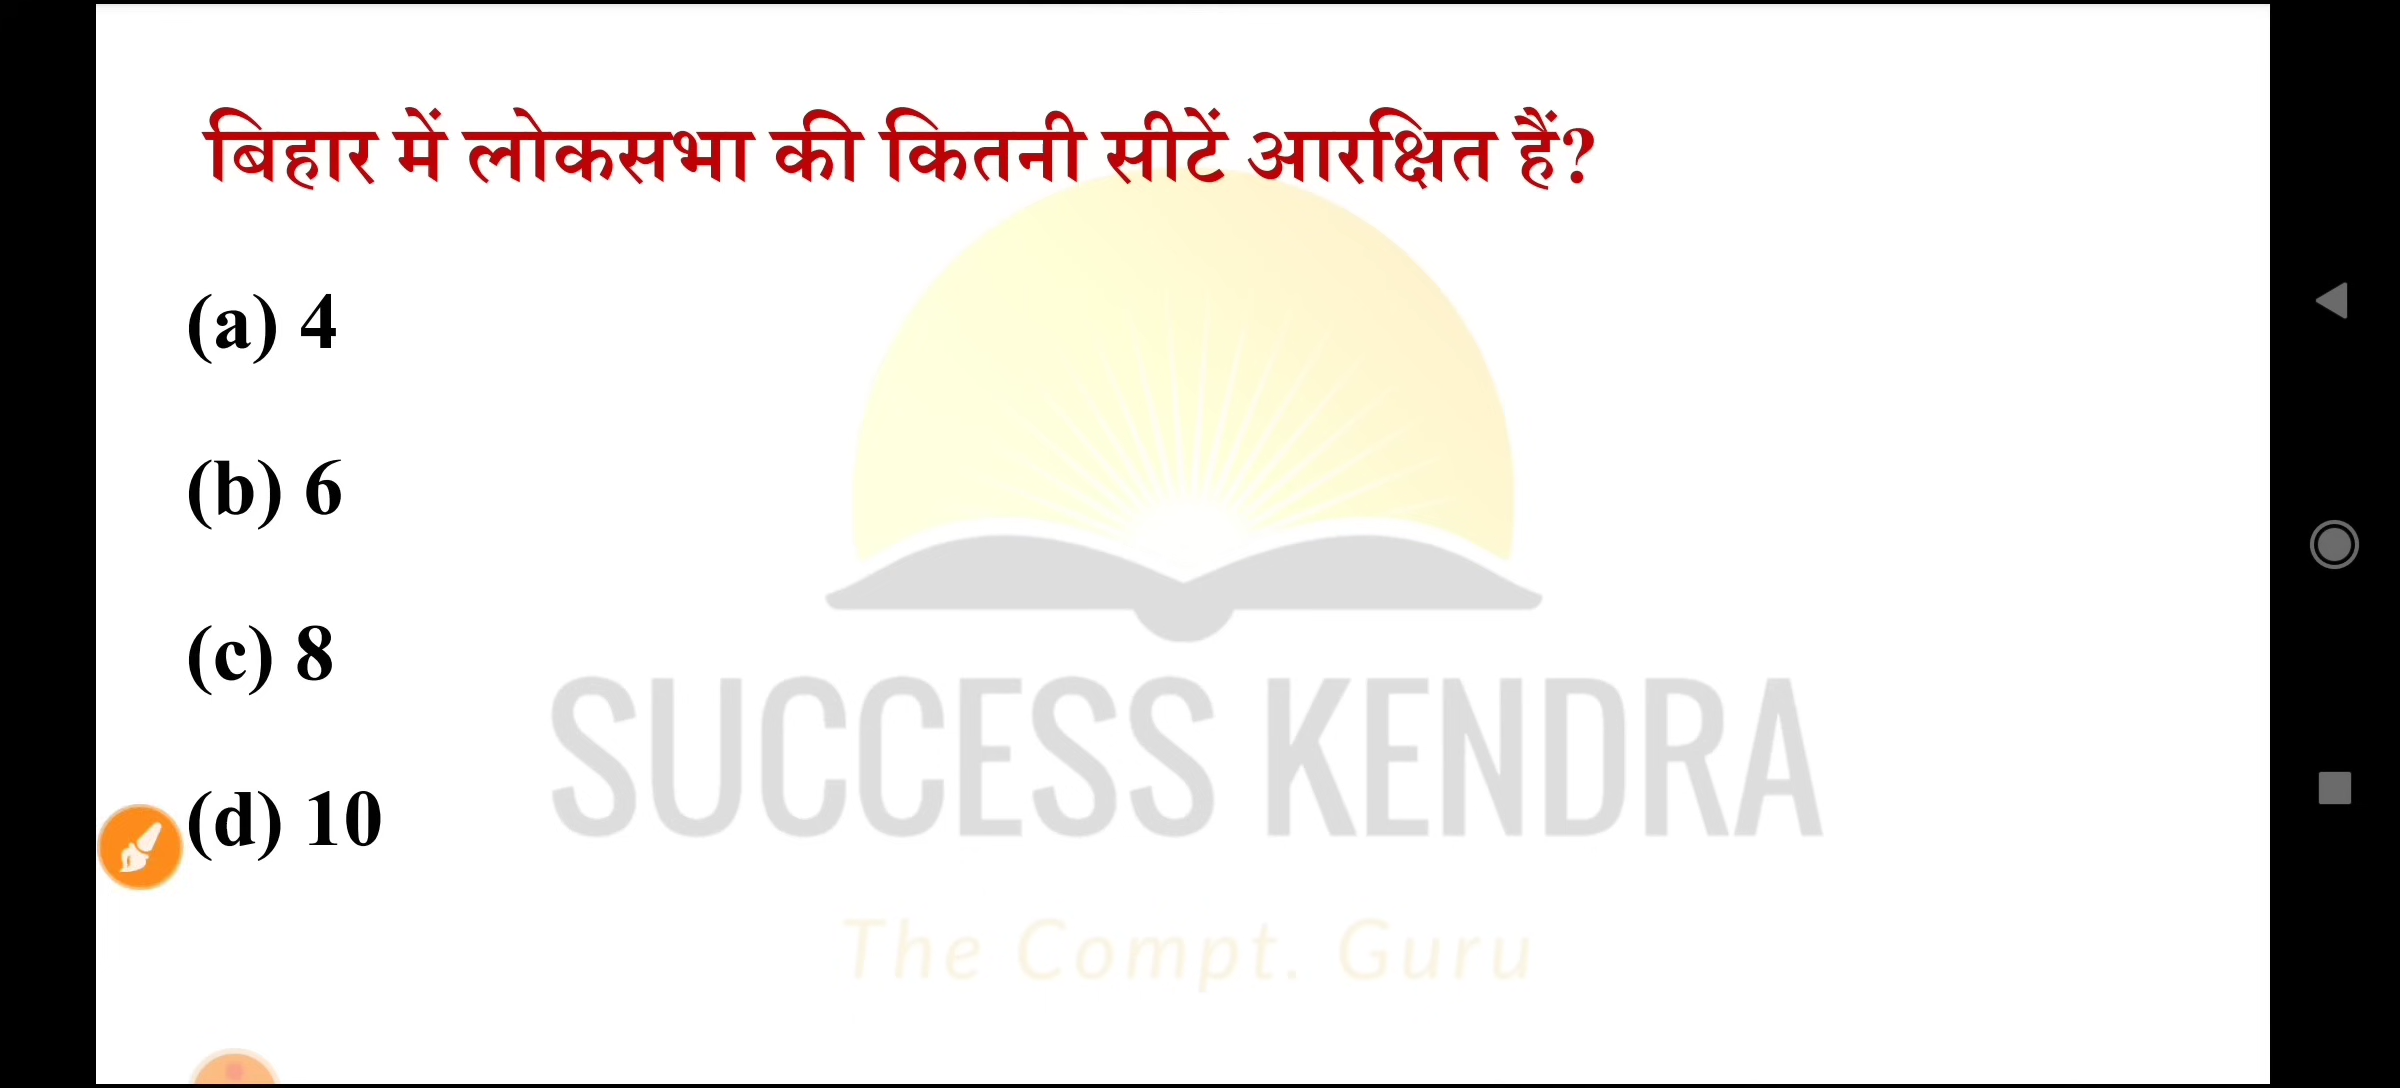 बिहार में लोकसभा की कितनी सीटें आरक्षित हैं?
(a) 4
(b) 6
(c) 8
(d) 10
SUCCESS KENDRA
The Compt. Guru